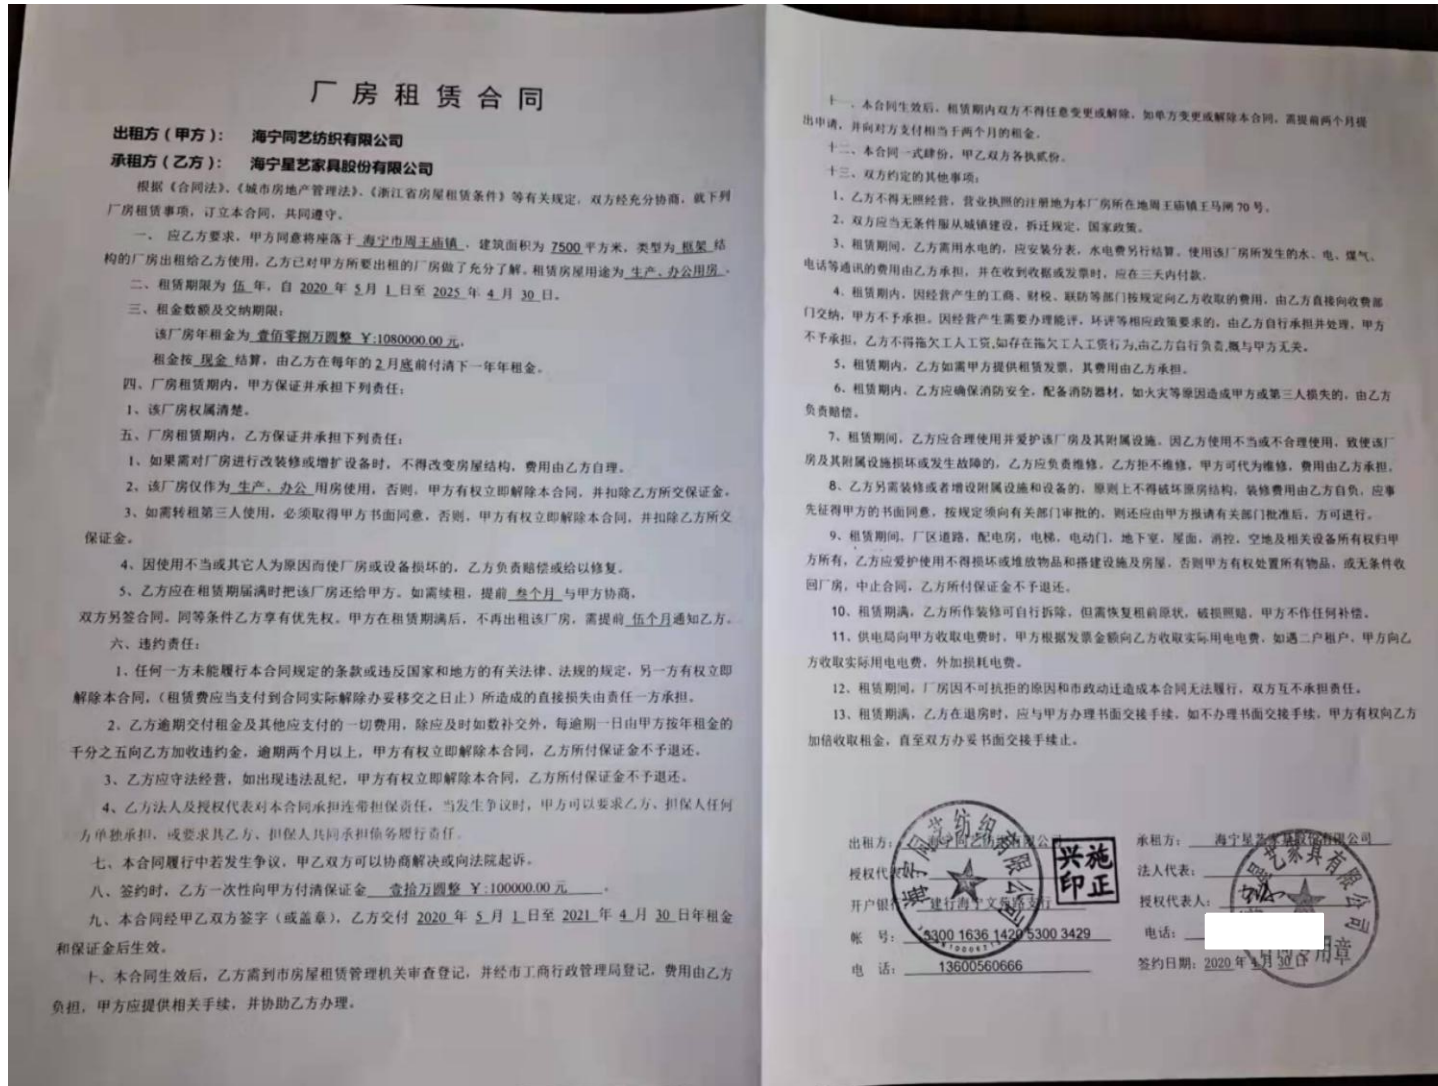 厂房租赁合同
出租方（甲方）： 海宁同艺纺织有限公司
承租方（乙方）： 海宁星艺家具股份有限公司
根据《合同法》、《城市房地产管理法》、《浙江省房屋租赁条件》等有关规定，双方经充分协商，就下列
厂房租赁事项，订立本合同，共同遵守。
一、 应乙方要求，甲方同意将座落于 海宁市周王庙镇 ，建筑面积为 7500 平方米，类型为 框架 结
构的厂房出租给乙方使用，乙方已对甲方所要出租的厂房做了充分了解。租赁房屋用途为 生产、办公用房 。
二、租赁期限为 伍 年，自 2020 年 5 月 1 日至 2025 年 4 月 30 日。
三、租金数额及交纳期限：
该厂房年租金为 壹佰零捌万圆整 ￥:1080000.00 元。
租金按 现金 结算，由乙方在每年的 2 月底前付清下一年年租金。
四、厂房租赁期内，甲方保证并承担下列责任：
1、该厂房权属清楚。
五、厂房租赁期内，乙方保证并承担下列责任：
1、如果需对厂房进行改装修或增扩设备时，不得改变房屋结构，费用由乙方自理。
2、该厂房仅作为 生产、办公 用房使用，否则，甲方有权立即解除本合同，并扣除乙方所交保证金。
3、如需转租第三人使用，必须取得甲方书面同意，否则，甲方有权立即解除本合同，并扣除乙方所交
保证金。
4、因使用不当或其它人为原因而使厂房或设备损坏的，乙方负责赔偿或给以修复。
5、乙方应在租赁期届满时把该厂房还给甲方。如需续租，提前 叁个月 与甲方协商，
双方另签合同。同等条件乙方享有优先权。甲方在租赁期满后，不再出租该厂房，需提前 伍个月 通知乙方。
六、违约责任：
1、任何一方未能履行本合同规定的条款或违反国家和地方的有关法律、法规的规定，另一方有权立即
解除本合同，（租赁费应当支付到合同实际解除办妥移交之日止）所造成的直接损失由责任一方承担。
2、乙方逾期交付租金及其他应支付的一切费用，除应及时如数补交外，每逾期一日由甲方按年租金的
千分之五向乙方加收违约金，逾期两个月以上，甲方有权立即解除本合同，乙方所付保证金不予退还。
3、乙方应守法经营，如出现违法乱纪，甲方有权立即解除本合同，乙方所付保证金不予退还。
4、乙方法人及授权代表对本合同承担连带担保责任，当发生争议时，甲方可以要求乙方、担保人任何
方单独承担，或要求其乙方、担保人共同承担债务履行责任。
七、本合同履行中若发生争议，甲乙双方可以协商解决或向法院起诉。
八、签约时，乙方一次性向甲方付清保证金 壹拾万圆整 ￥:100000.00 元 。
九、本合同经甲乙双方签字（或盖章），乙方交付 2020 年 5 月 1 日至 2021 年 4 月 30 日年租金
和保证金后生效。
十、本合同生效后，乙方需到市房屋租赁管理机关审查登记，并经市工商行政管理局登记，费用由乙方
负担，甲方应提供相关手续，并协助乙方办理。
十一、本合同生效后，租赁期内双方不得任意变更或解除，如单方变更或解除本合同，需提前两个月提
出申请，并向对方支付相当于两个月的租金。
十二、本合同一式肆份，甲乙双方各执贰份。
十三、双方约定的其他事项：
1、乙方不得无照经营，营业执照的注册地为本厂房所在地周王庙镇王马闸 70 号。
2、双方应当无条件服从城镇建设，拆迁规定，国家政策。
3、租赁期间，乙方需用水电的，应安装分表，水电费另行结算。使用该厂房所发生的水、电、煤气、
电话等通讯的费用由乙方承担，并在收到收据或发票时，应在三天内付款。
4、租赁期内，因经营产生的工商、财税、联防等部门按规定向乙方收取的费用，由乙方直接向收费部
门交纳，甲方不予承担。因经营产生需要办理能评，环评等相应政策要求的，由乙方自行承担并处理，甲方
不予承担。乙方不得拖欠工人工资,如存在拖欠工人工资行为,由乙方自行负责,概与甲方无关。
5、租赁期内，乙方如需甲方提供租赁发票，其费用由乙方承担。
6、租赁期内，乙方应确保消防安全，配备消防器材，如火灾等原因造成甲方或第三人损失的，由乙方
负责赔偿。
7、租赁期间，乙方应合理使用并爱护该厂房及其附属设施。因乙方使用不当或不合理使用，致使该厂
房及其附属设施损坏或发生故障的，乙方应负责维修。乙方拒不维修，甲方可代为维修，费用由乙方承担。
8、乙方另需装修或者增设附属设施和设备的，原则上不得破坏原房结构，装修费用由乙方自负，应事
先征得甲方的书面同意，按规定须向有关部门审批的，则还应由甲方报请有关部门批准后，方可进行。
9、租赁期间，厂区道路，配电房，电梯，电动门，地下室，屋面，消控，空地及相关设备所有权归甲
方所有，乙方应爱护使用不得损坏或堆放物品和搭建设施及房屋，否则甲方有权处置所有物品，或无条件收
回厂房，中止合同，乙方所付保证金不予退还。
10、租赁期满，乙方所作装修可自行拆除，但需恢复租前原状，破损照赔，甲方不作任何补偿。
11、供电局向甲方收取电费时，甲方根据发票金额向乙方收取实际用电电费，如遇二户租户，甲方向乙
方收取实际用电电费，外加损耗电费。
12、租赁期间，厂房因不可抗拒的原因和市政动迁造成本合同无法履行，双方互不承担责任。
13、租赁期满，乙方在退房时，应与甲方办理书面交接手续，如不办理书面交接手续，甲方有权向乙方
加倍收取租金，直至双方办妥书面交接手续止。
出租方： 海宁同艺纺织有限公司
授权代表
开户银行 建行海宁文苑路支行
帐 号： 3300 1636 1420 5300 3429
电 话： 13600560666
海宁同艺纺织有限公司
施正兴印
承租方： 海宁星艺家具股份有限公司
法人代表：
授权代表人：
电话：
签约日期：2020 年 4 月 30 日
星艺家具有限公司
合同专用章